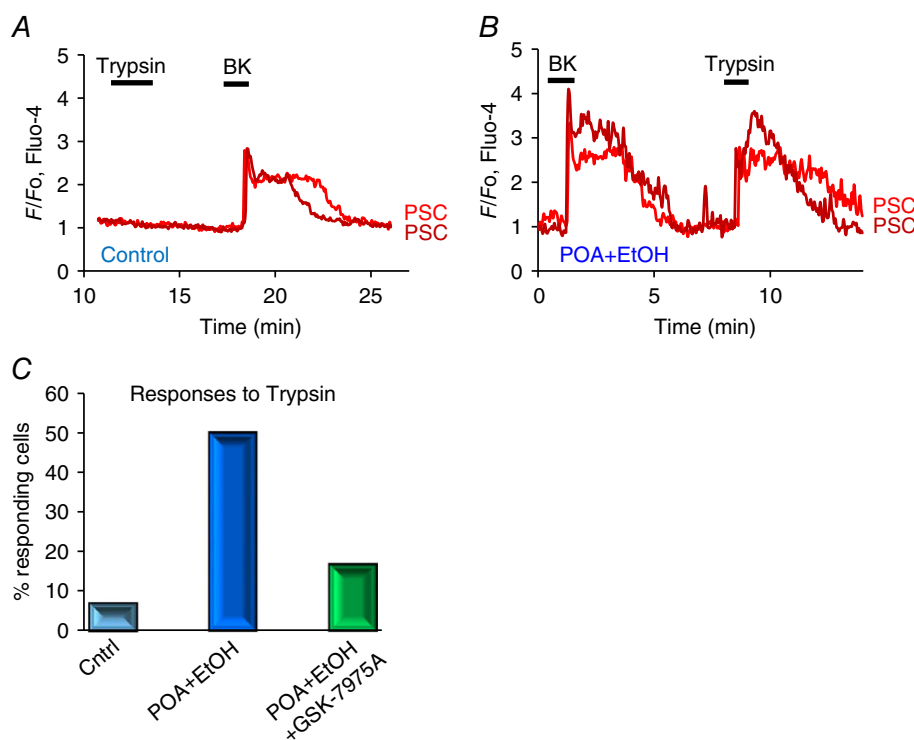 A
5
4
3
2
1
0
F/Fo, Fluo-4
Trypsin
BK
PSC
PSC
Control
10
15
20
25
Time (min)
B
5
4
3
2
1
0
F/Fo, Fluo-4
BK
Trypsin
PSC
PSC
POA+EtOH
0
5
10
Time (min)
C
Responses to Trypsin
60
50
40
30
20
10
0
% responding cells
Cntrl
POA+EtOH
POA+EtOH
+GSK-7975A